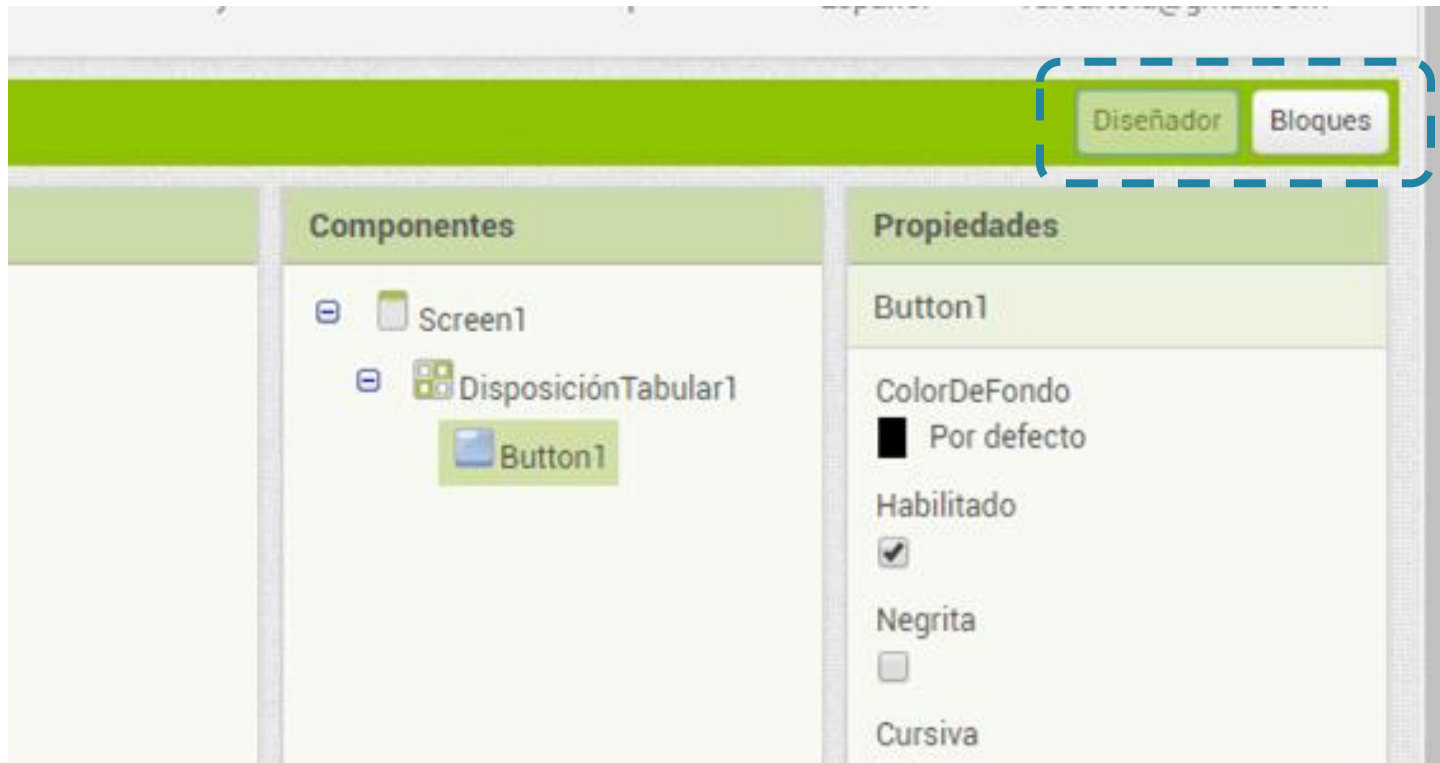 Diseñador Bloques
Componentes
Propiedades
Screen1
DisposiciónTabular1
Button1
Button1
ColorDeFondo
Por defecto
Habilitado
Negrita
Cursiva